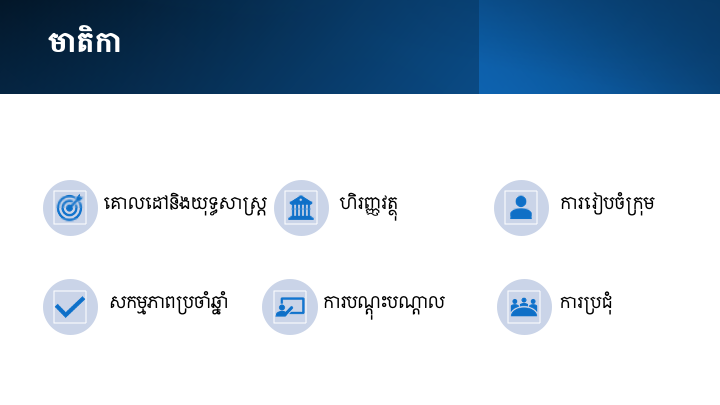 មាតិកា
គោលដៅនិងយុទ្ធសាស្ត្រ
ហិរញ្ញវត្ថុ
ការរៀបចំក្រុម
សកម្មភាពប្រចាំឆ្នាំ
ការបណ្តុះបណ្តាល
ការប្រជុំ